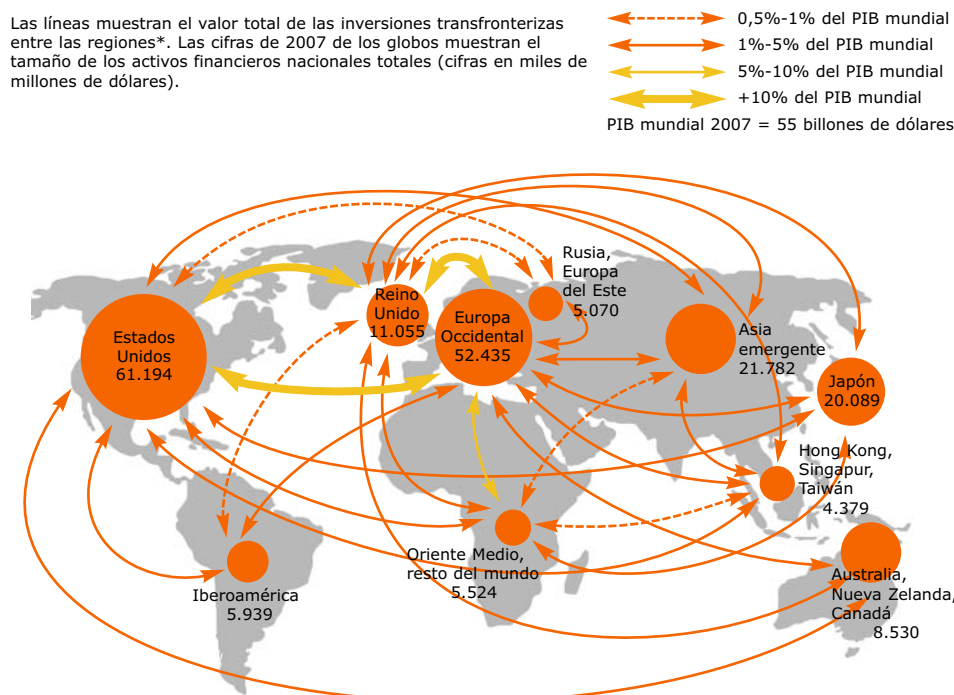 Las líneas muestran el valor total de las inversiones transfronterizas
entre las regiones*. Las cifras de 2007 de los globos muestran el
tamaño de los activos financieros nacionales totales (cifras en miles de
millones de dólares).
0,5%-1% del PIB mundial
1%-5% del PIB mundial
5%-10% del PIB mundial
+10% del PIB mundial
PIB mundial 2007 = 55 billones de dólares
Rusia,
Europa
del Este
5.070
Reino
Unido
11.055
Europa
Occidental
52.435
Estados
Unidos
61.194
Asia
emergente
21.782
Japón
20.089
Hong Kong,
Singapur,
Taiwán
4.379
Oriente Medio,
resto del mundo
5.524
Iberoamérica
5.939
Australia,
Nueva Zelanda,
Canadá
8.530